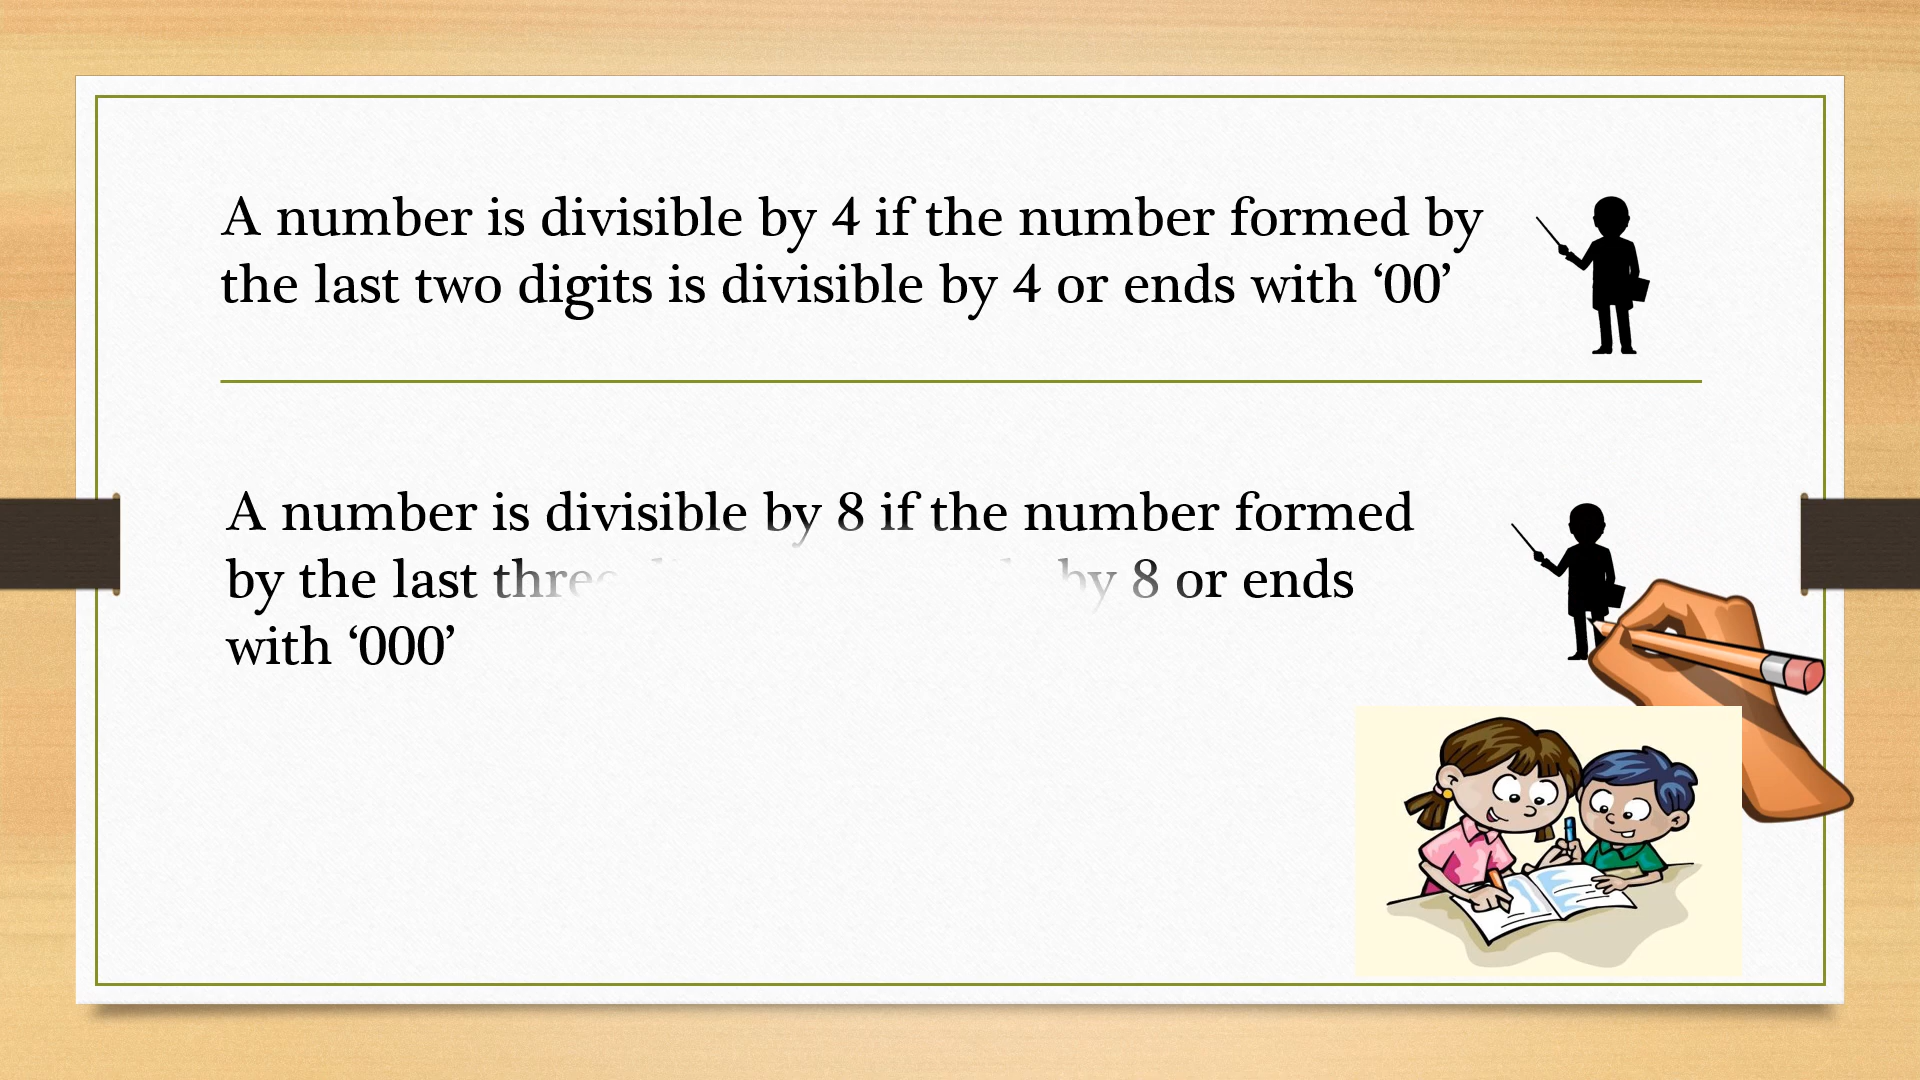 A number is divisible by 4 if the number formed by
the last two digits is divisible by 4 or ends with ‘00’
A number is divisible by 8 if the number formed
by the last three by 8 or ends
with ‘000’